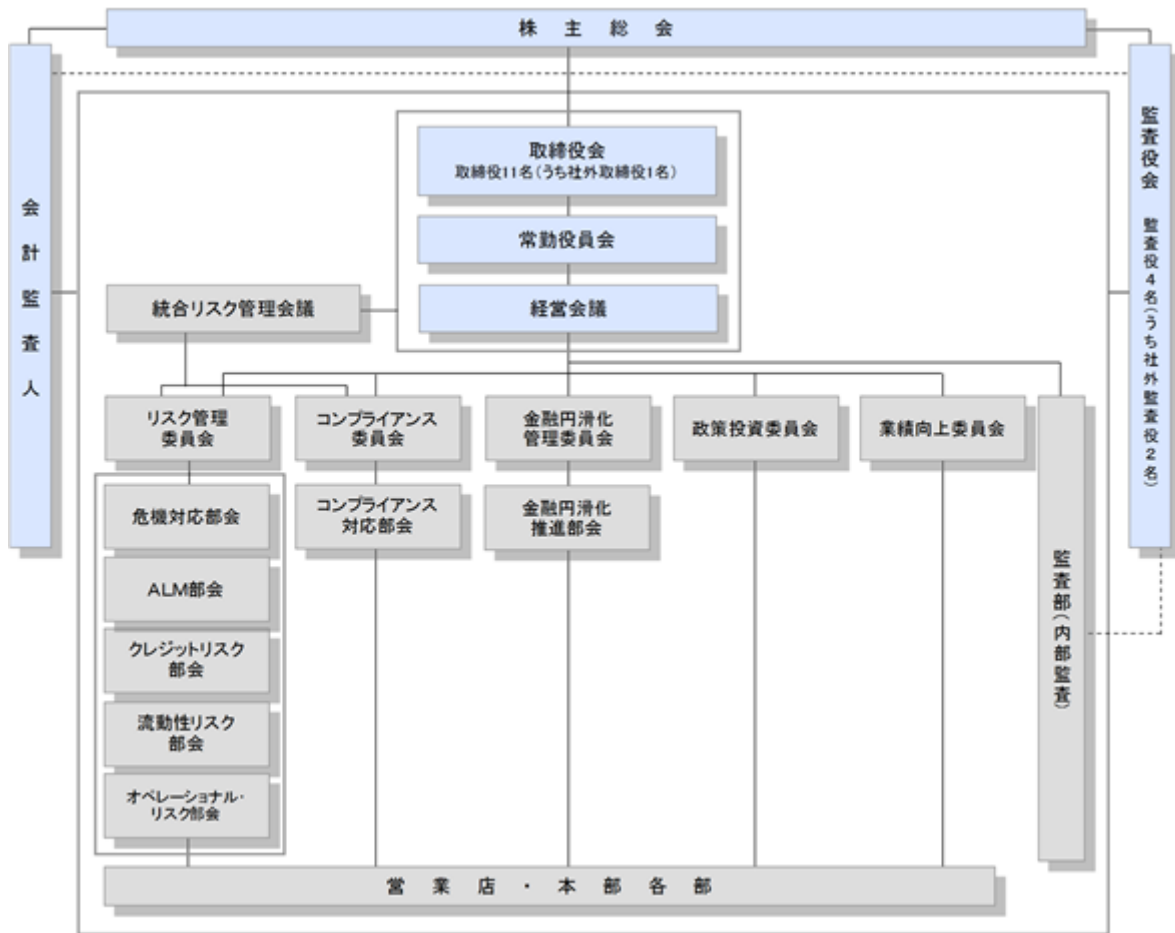 株主総会
会計監査人
監査役会 監査役4名(うち社外監査役2名)
取締役会
取締役11名(うち社外取締役1名)
常勤役員会
経営会議
統合リスク管理会議
リスク管理
委員会
コンプライアンス
委員会
金融円滑化
管理委員会
政策投資委員会
業績向上委員会
危機対応部会
コンプライアンス
対応部会
金融円滑化
推進部会
監査部(内部監査)
ALM部会
クレジットリスク
部会
流動性リスク
部会
オペレーショナル・
リスク部会
営業店・本部各部